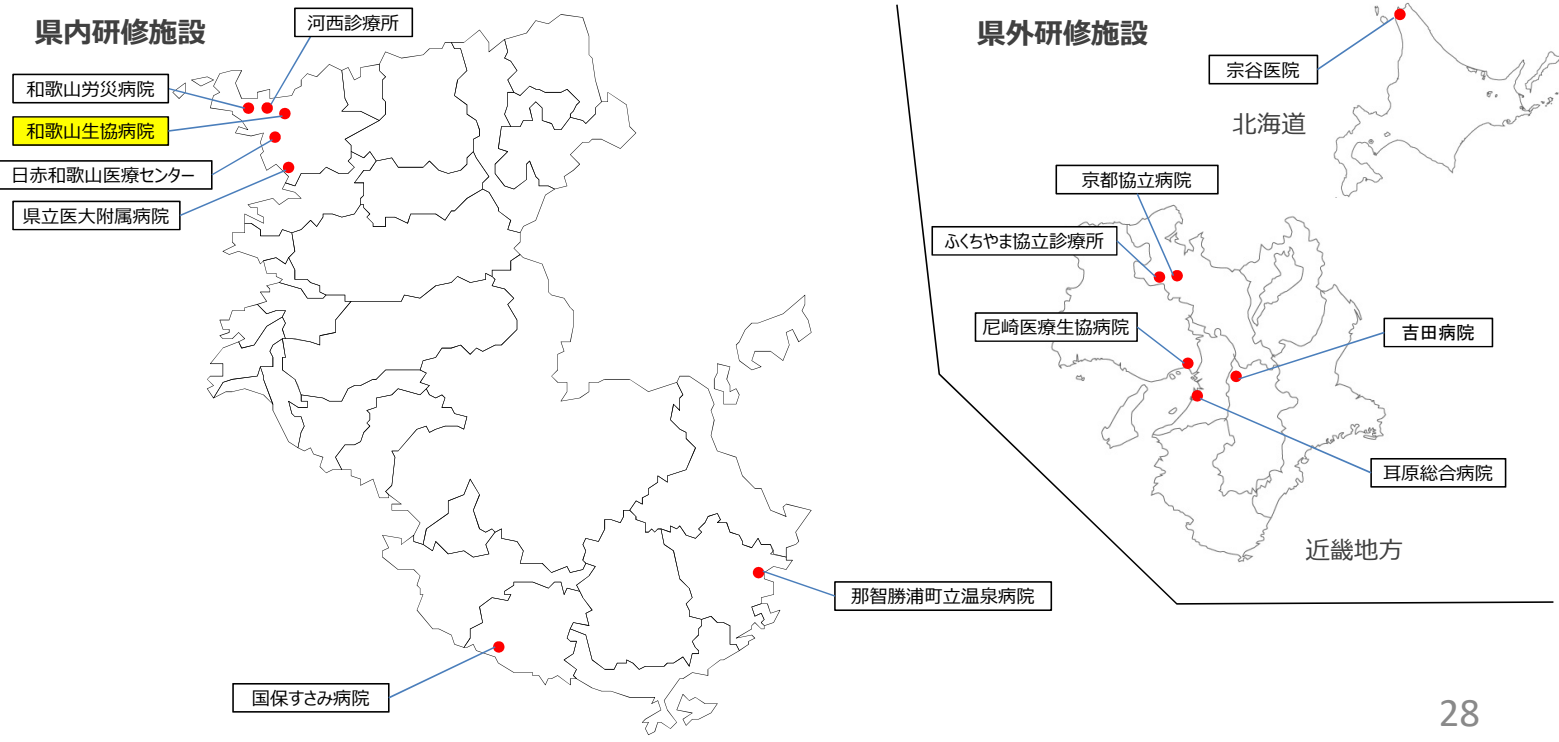 県内研修施設
河西診療所
和歌山労災病院
和歌山生協病院
日赤和歌山医療センター
県立医大附属病院
那智勝浦町立温泉病院
国保すさみ病院
県外研修施設
宗谷医院
北海道
京都協立病院
ふくちやま協立診療所
尼崎医療生協病院
吉田病院
耳原総合病院
近畿地方
28